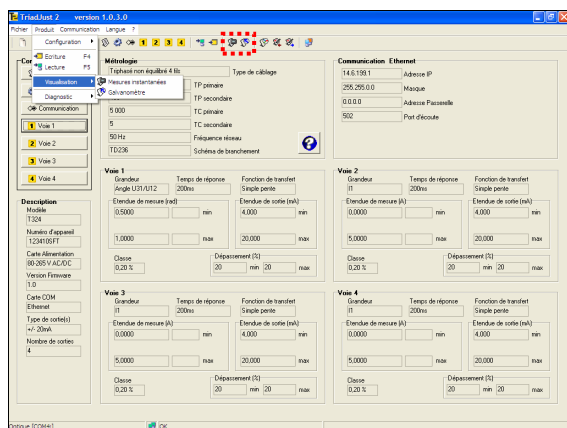 TriadJust 2 version 1.0.3.0
Fichier Produit Communication Langue ?
Configuration
Ecriture F4
Lecture F5
Visualisation
Diagnostic
Mesures instantanées
Galvanomètre
1 2 3 4
Communication
1 Voie 1
2 Voie 2
3 Voie 3
4 Voie 4
Description
Modèle
T324
Numéro d'appareil
123410SFT
Carte Alimentation
80-265 V AC/DC
Version Firmware
1.0
Carte COM
Ethernet
Type de sortie(s)
+/- 20mA
Nombre de sorties
4
Métrologie
Triphasé non équilibré 4 fils Type de câblage
TP primaire
TP secondaire
5 000 TC primaire
5 TC secondaire
50 Hz Fréquence réseau
TD236 Schéma de branchement
Communication Ethernet
14.6.199.1 Adresse IP
255.255.0.0 Masque
0.0.0.0 Adresse Passerelle
502 Port d'écoute
Voie 1
Grandeur Temps de réponse Fonction de transfert
Angle U31/U12 200ms Simple pente
Etendue de mesure (rad) Etendue de sortie (mA)
0,5000 min 4,000 min
1,0000 max 20,000 max
Classe Dépassement (%)
0,20 % 20 min 20 max
Voie 2
Grandeur Temps de réponse Fonction de transfert
I1 200ms Simple pente
Etendue de mesure (A) Etendue de sortie (mA)
0,0000 min 4,000 min
5,0000 max 20,000 max
Classe Dépassement (%)
0,20 % 20 min 20 max
Voie 3
Grandeur Temps de réponse Fonction de transfert
I1 200ms Simple pente
Etendue de mesure (A) Etendue de sortie (mA)
0,0000 min 4,000 min
5,0000 max 20,000 max
Classe Dépassement (%)
0,20 % 20 min 20 max
Voie 4
Grandeur Temps de réponse Fonction de transfert
I1 200ms Simple pente
Etendue de mesure (A) Etendue de sortie (mA)
0,0000 min 4,000 min
5,0000 max 20,000 max
Classe Dépassement (%)
0,20 % 20 min 20 max
Optique [COM4] OK